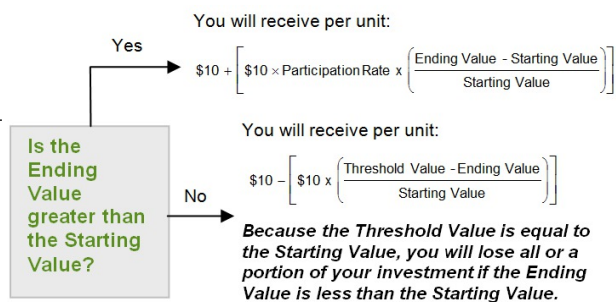 You will receive per unit:
Yes
$10 + [$10 × Participation Rate x (Ending Value - Starting Value / Starting Value)]
Is the
Ending
Value
greater than
the Starting
Value?
You will receive per unit:
No
$10 – [$10 x (Threshold Value - Ending Value / Starting Value)]
Because the Threshold Value is equal to
the Starting Value, you will lose all or a
portion of your investment if the Ending
Value is less than the Starting Value.